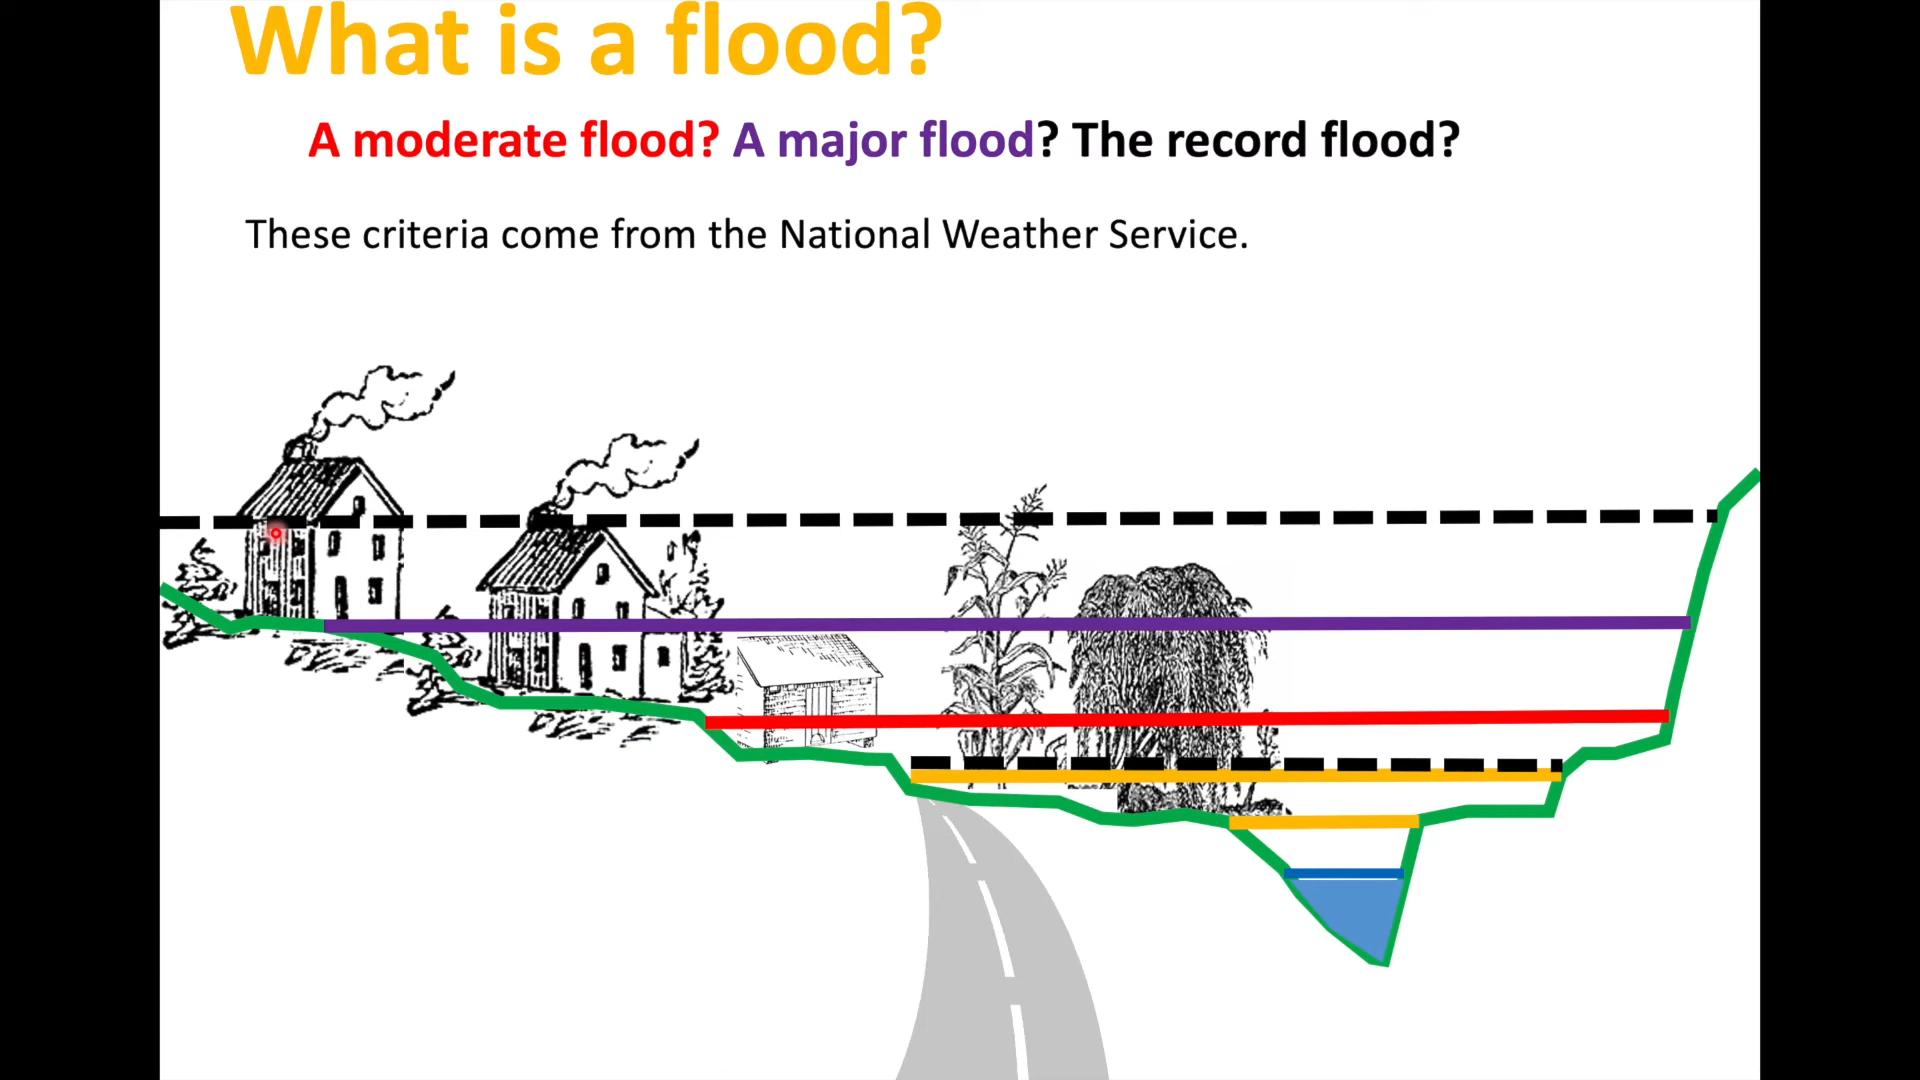 What is a flood?
A moderate flood? A major flood? The record flood?
These criteria come from the National Weather Service.